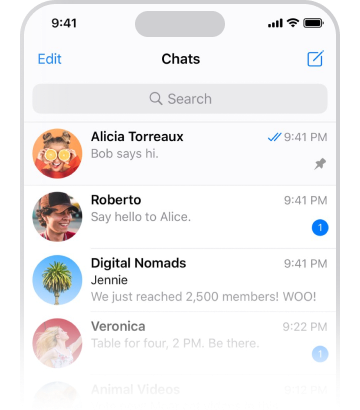 9:41
Edit
Chats
Search
Alicia Torreaux
9:41 PM
Bob says hi.
Roberto
9:41 PM
Say hello to Alice.
1
Digital Nomads
9:41 PM
Jennie
We just reached 2,500 members! WOO!
Veronica
9:22 PM
Table for four, 2 PM. Be there.
1
Animal Videos